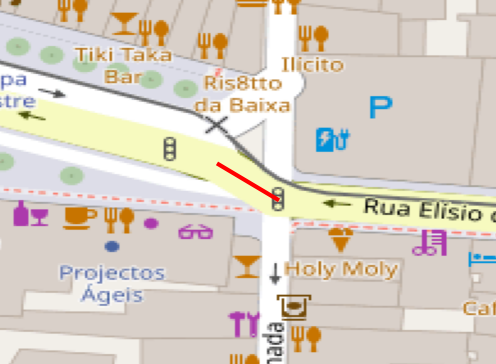 Tiki Taka
Bar
Ilícito
pa
stre
Ris8tto
da Baixa
P
Rua Elísio
Projectos
Ágeis
Holy Moly
Caf
nada